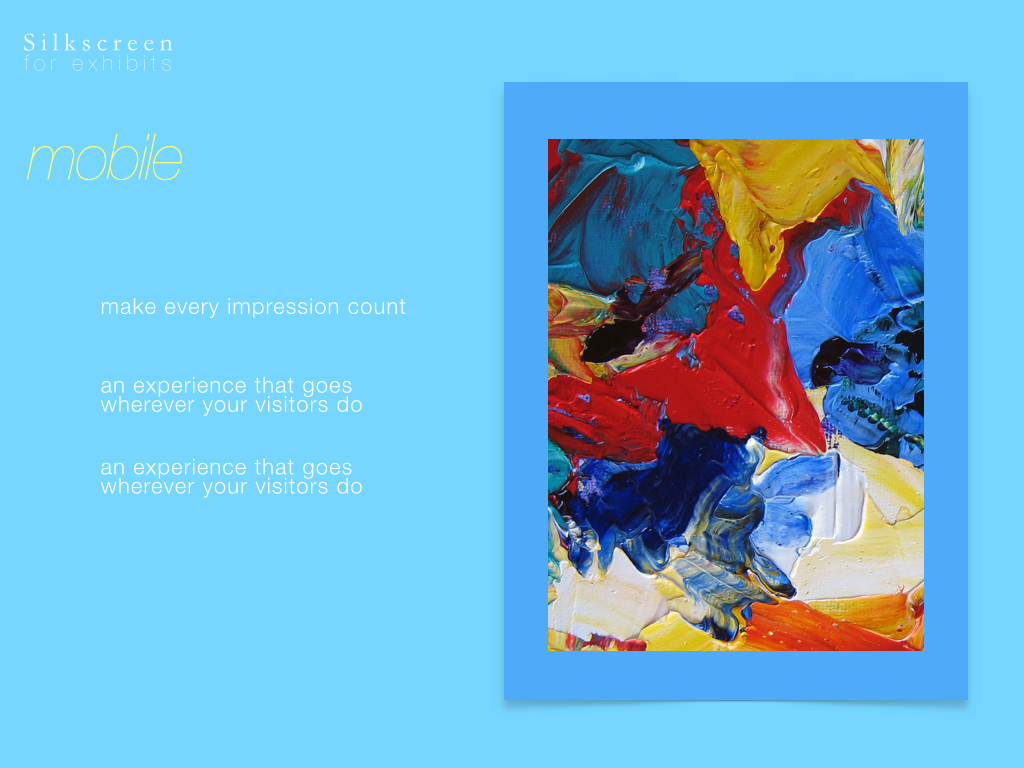 Silkscreen
for exhibits
mobile
make every impression count
an experience that goes
wherever your visitors do
an experience that goes
wherever your visitors do